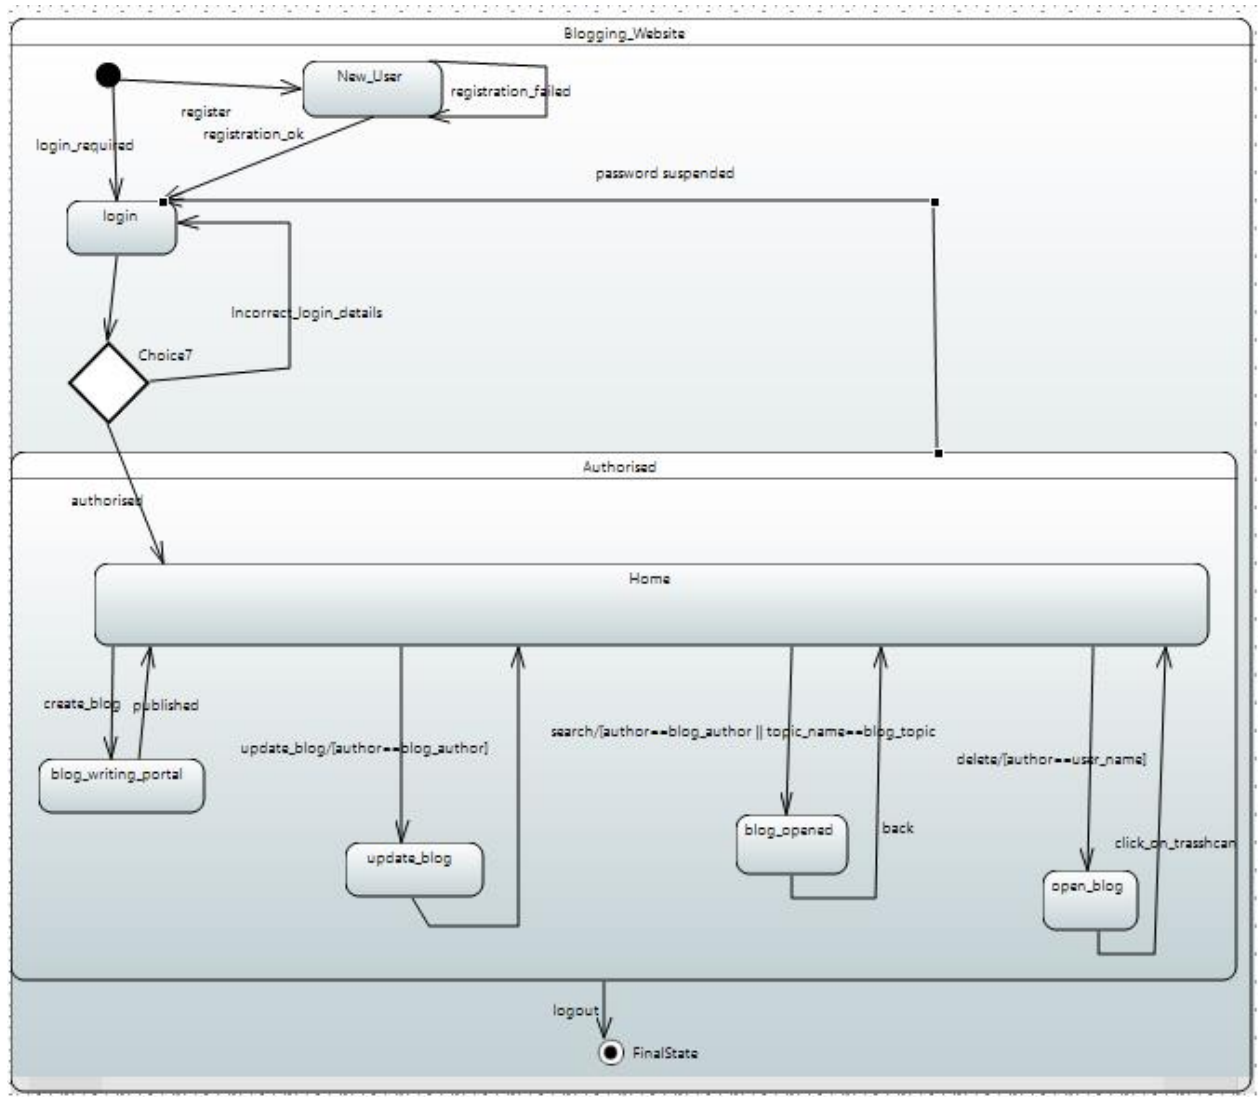 Blogging_Website
New_User
registration_failed
register
registration_ok
login_required
password suspended
login
Incorrect_login_details
Choice7
Authorised
authorised
Home
create_blog
published
update_blog/[author==blog_author]
search/[author==blog_author || topic_name==blog_topic
delete/[author==user_name]
blog_writing_portal
blog_opened
back
click_on_trasshcan
update_blog
open_blog
logout
FinalState